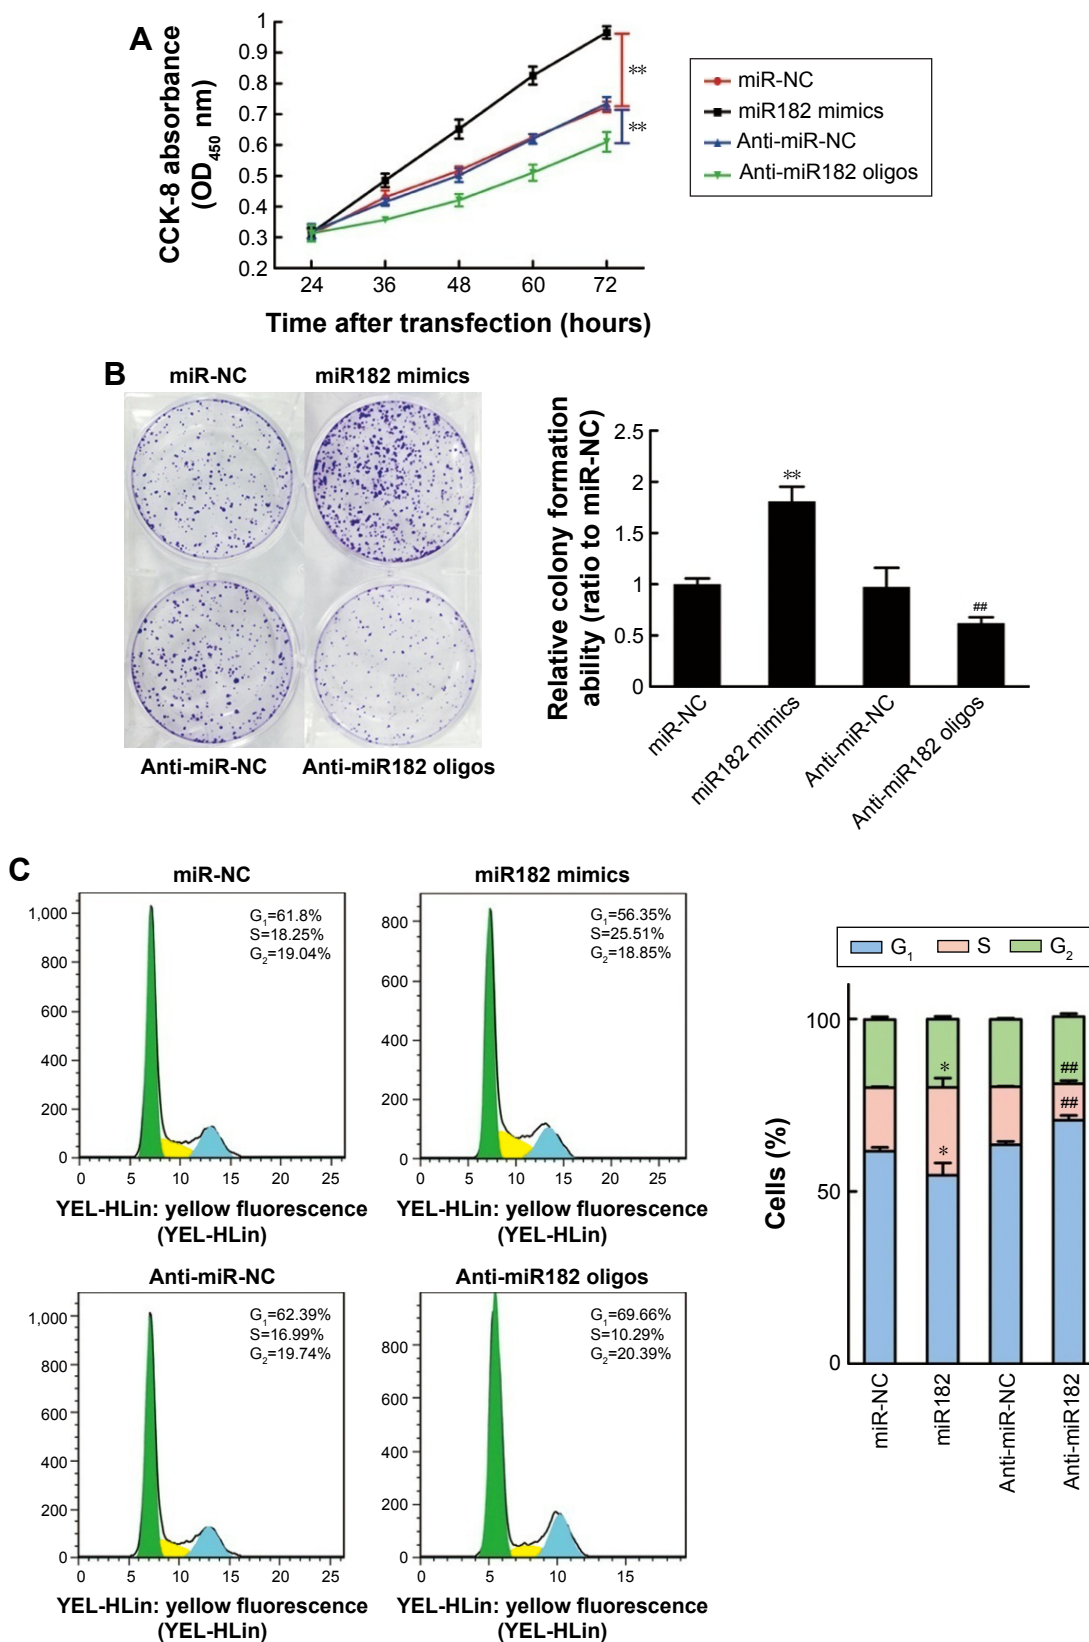 A
CCK-8 absorbance
(OD450 nm)
1
0.9
0.8
0.7
0.6
0.5
0.4
0.3
0.2
24 36 48 60 72
Time after transfection (hours)
**
**
miR-NC
miR182 mimics
Anti-miR-NC
Anti-miR182 oligos
B
miR-NC miR182 mimics
Anti-miR-NC Anti-miR182 oligos
Relative colony formation
ability (ratio to miR-NC)
2.5
2
1.5
1
0.5
0
**
##
miR-NC
miR182 mimics
Anti-miR-NC
Anti-miR182 oligos
C
miR-NC
G1=61.8%
S=18.25%
G2=19.04%
1,000
800
600
400
200
0
0 5 10 15 20 25
YEL-HLin: yellow fluorescence
(YEL-HLin)
miR182 mimics
G1=56.35%
S=25.51%
G2=18.85%
800
600
400
200
0
0 5 10 15 20 25
YEL-HLin: yellow fluorescence
(YEL-HLin)
Anti-miR-NC
G1=62.39%
S=16.99%
G2=19.74%
1,000
800
600
400
200
0
0 5 10 15 20 25
YEL-HLin: yellow fluorescence
(YEL-HLin)
Anti-miR182 oligos
G1=69.66%
S=10.29%
G2=20.39%
800
600
400
200
0
0 5 10 15
YEL-HLin: yellow fluorescence
(YEL-HLin)
G1 S G2
Cells (%)
100
50
0
*
*
##
##
miR-NC
miR182
Anti-miR-NC
Anti-miR182